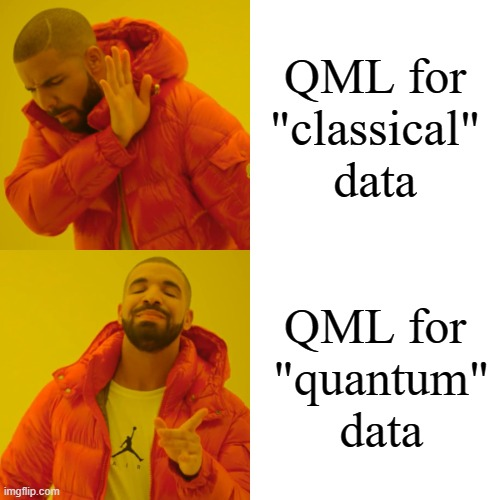 QML for
"classical"
data
QML for
"quantum"
data
imgflip.com